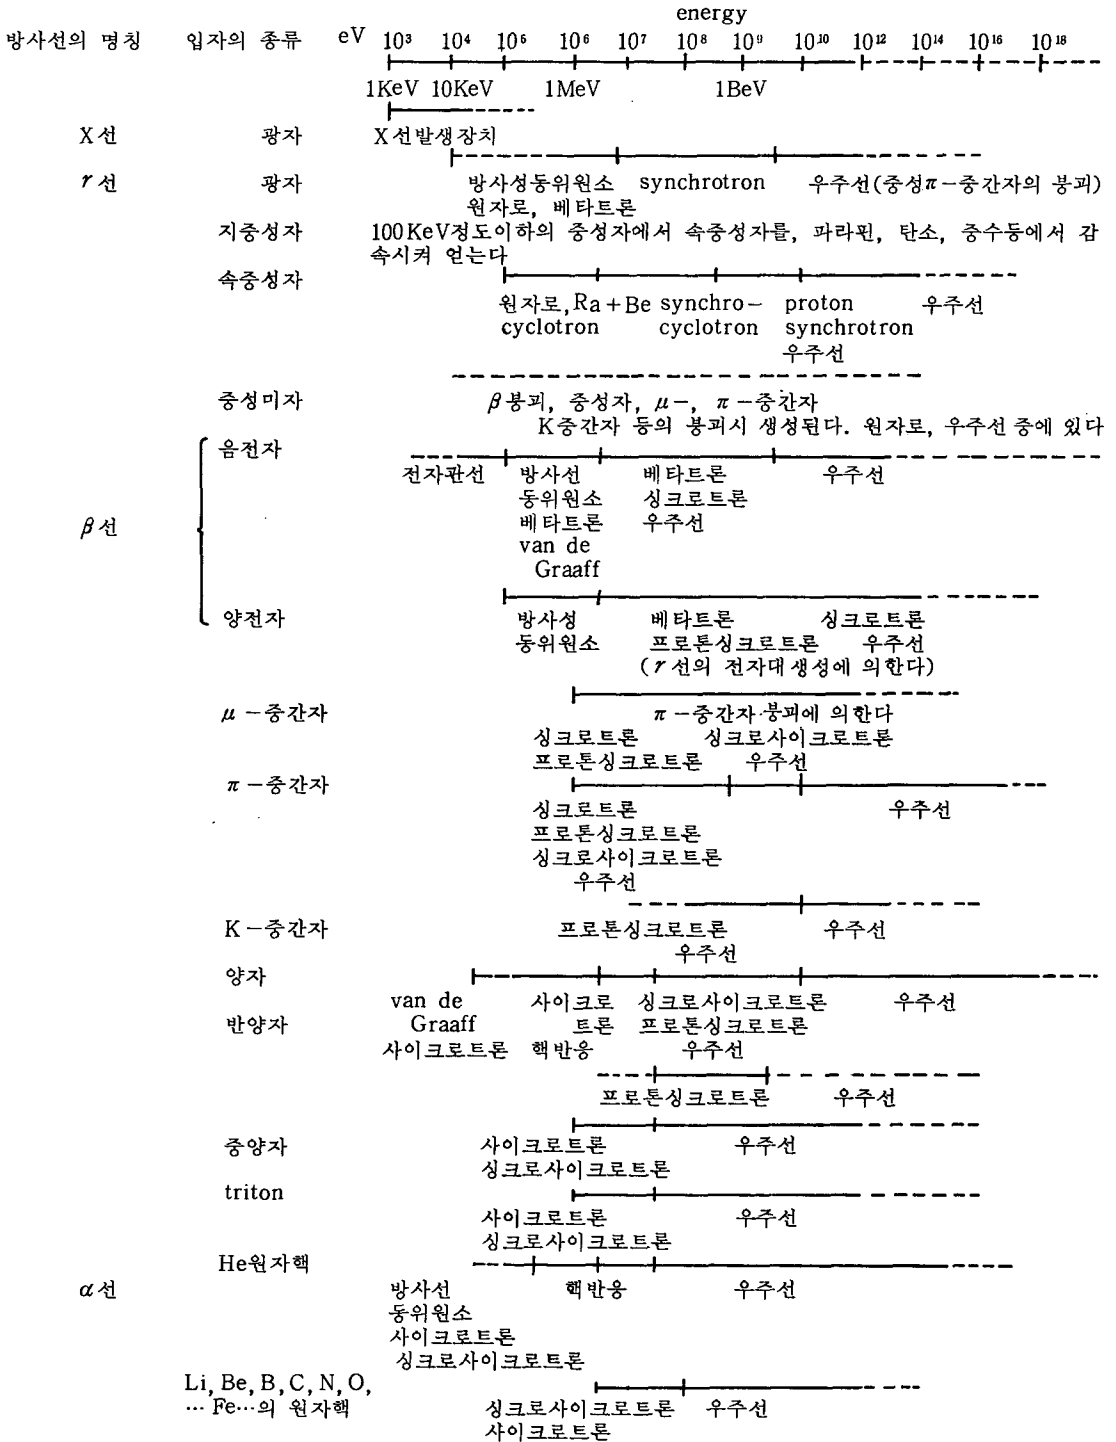 energy
방사선의 명칭 입자의 종류 eV 10³ 10⁴ 10⁵ 10⁶ 10⁷ 10⁸ 10⁹ 10¹⁰ 10¹² 10¹⁴ 10¹⁶ 10¹⁸
1KeV 10KeV 1MeV 1BeV
X선 광자 X선발생장치
γ선 광자 방사성동위원소 synchrotron 우주선(중성π－중간자의 붕괴)
원자로, 베타트론
지중성자 100KeV정도이하의 중성자에서 속중성자를, 파라핀, 탄소, 중수등에서 감
속시켜 얻는다
속중성자
원자로, Ra＋Be synchro－ proton 우주선
cyclotron cyclotron synchrotron
우주선
중성미자 β붕괴, 중성자, μ－, π－중간자
K중간자 등의 붕괴시 생성된다. 원자로, 우주선 중에 있다
음전자
전자관선 방사선 베타트론 우주선
동위원소 싱크로트론
β선 베타트론 우주선
van de
Graaff
양전자 방사성 베타트론 싱크로트론
동위원소 프로톤싱크로트론 우주선
(γ선의 전자대생성에 의한다)
μ－중간자 π－중간자 붕괴에 의한다
싱크로트론 싱크로사이크로트론
프로톤싱크로트론 우주선
π－중간자
싱크로트론 우주선
프로톤싱크로트론
싱크로사이크로트론
우주선
K－중간자 프로톤싱크로트론 우주선
우주선
양자
van de 사이크로 싱크로사이크로트론 우주선
반양자 Graaff 트론 프로톤싱크로트론
사이크로트론 핵반응 우주선
프로톤싱크로트론 우주선
중양자 사이크로트론 우주선
싱크로사이크로트론
triton
사이크로트론 우주선
싱크로사이크로트론
He원자핵
α선 방사선 핵반응 우주선
동위원소
사이크로트론
싱크로사이크로트론
Li, Be, B, C, N, O,
… Fe…의 원자핵 싱크로사이크로트론 우주선
사이크로트론